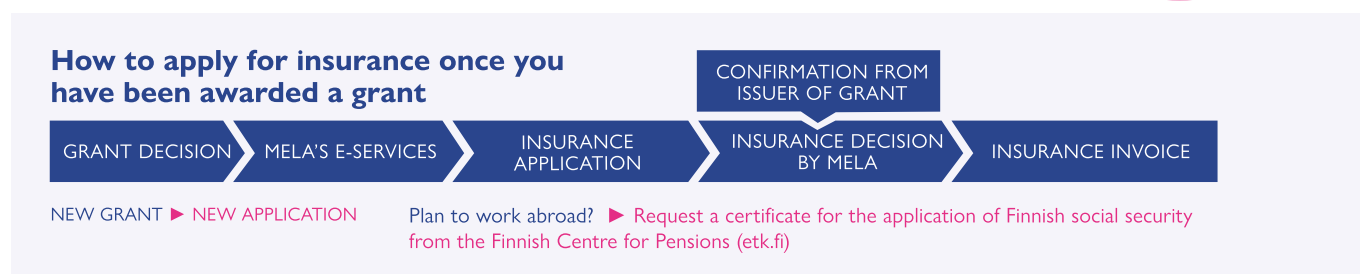 How to apply for insurance once you
have been awarded a grant
CONFIRMATION FROM
ISSUER OF GRANT
GRANT DECISION
MELA'S E-SERVICES
INSURANCE
APPLICATION
INSURANCE DECISION
BY MELA
INSURANCE INVOICE
NEW GRANT ► NEW APPLICATION
Plan to work abroad? ► Request a certificate for the application of Finnish social security
from the Finnish Centre for Pensions (etk.fi)